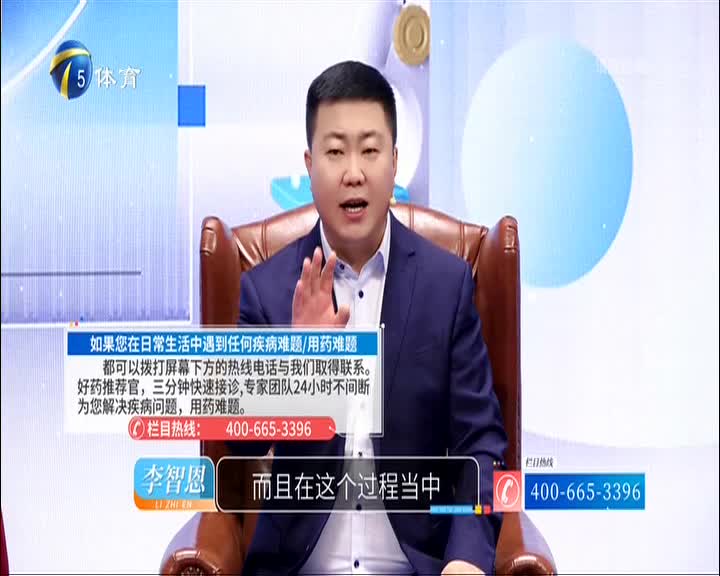 5 体育
如果您在日常生活中遇到任何疾病难题/用药难题
都可以拨打屏幕下方的热线电话与我们取得联系。
好药推荐官，三分钟快速接诊,专家团队24小时不间断
为您解决疾病问题，用药难题。
栏目热线： 400-665-3396
李智恩
LI ZHI EN
而且在这个过程当中
栏目热线
400-665-3396